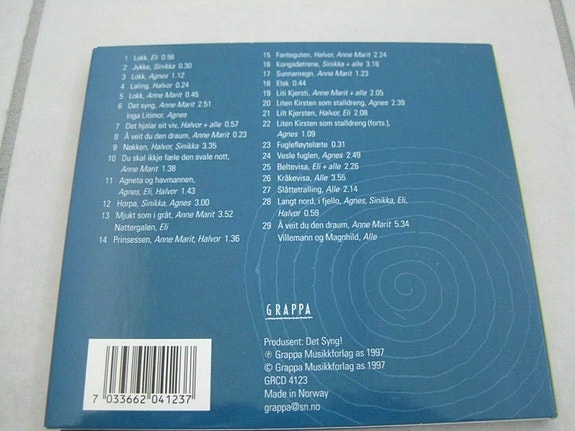 1 Lokk, Eli 0.56
2 Jykke, Sinikka 0.30
3 Lokk, Agnes 1.12
4 Laling, Halvor 0.24
5 Lokk, Anne Marit 0.45
6 Det syng, Anne Marit 2.51
Inga Litimor, Agnes
7 Det hjalar eit viv, Halvor + alle 0.57
8 Å veit du den draum, Anne Marit 0.23
9 Nøkken, Halvor, Sinikka 3.35
10 Du skal ikkje fæle den svale nott,
Anne Marit 1.38
11 Agneta og havmannen,
Agnes, Eli, Halvor 1.43
12 Horpa, Sinikka, Agnes 3.00
13 Mjukt som i gråt, Anne Marit 3.52
Nattergalen, Eli
14 Prinsessen, Anne Marit, Halvor 1.36
15 Fanteguten, Halvor, Anne Marit 2.24
16 Kongsdøtrene, Sinikka + alle 3.18
17 Sunnanregn, Anne Marit 1.23
18 Elsk 0.44
19 Liti Kjersti, Anne Marit + alle 2.05
20 Liten Kirsten som stalldreng, Agnes 2.39
21 Lilt Kjersten, Halvor, Eli 2.08
22 Liten Kirsten som stalldreng (forts.),
Agnes 1.09
23 Fuglefløytelæte 0.31
24 Vesle fuglen, Agnes 2.49
25 Beltevisa, Eli + alle 2.26
26 Kråkevisa, Alle 3.55
27 Slåttetralling, Alle 2.14
28 Langt nord, i fjello, Agnes, Sinikka, Eli,
Halvor 0.59
29 Å veit du den draum, Anne Marit 5.34
Villemann og Magnhild, Alle
GRAPPA
Produsent: Det Syng!
℗ Grappa Musikkforlag as 1997
© Grappa Musikkforlag as 1997
GRCD 4123
Made in Norway
grappa@sn.no
7 033662 041237